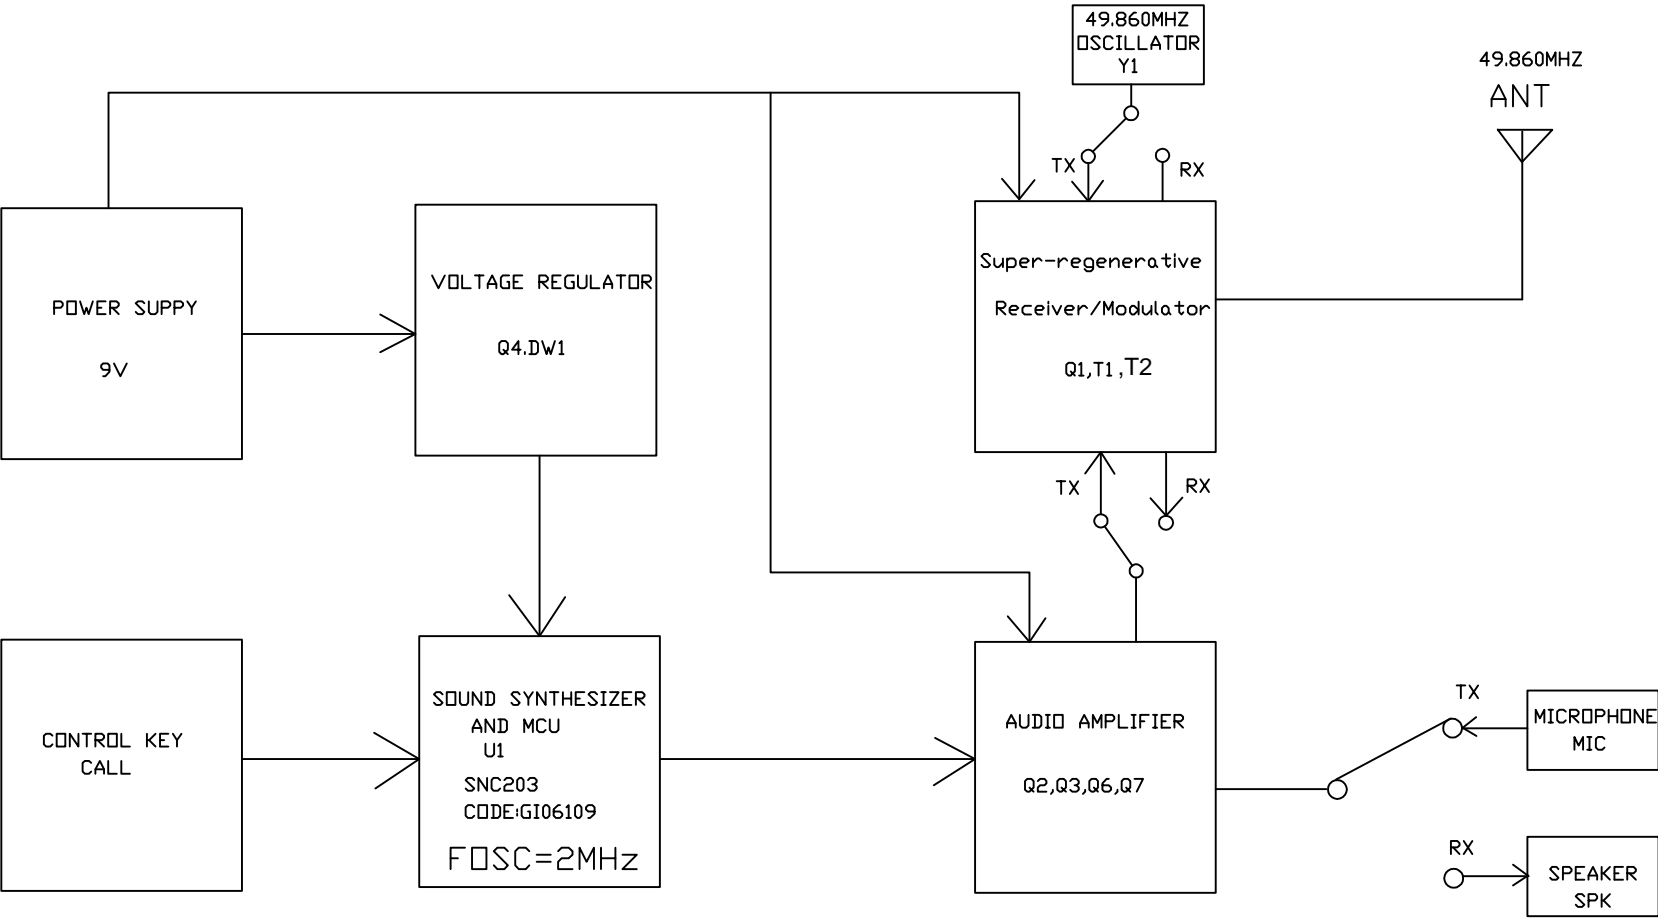 49.860MHZ
OSCILLATOR
Y1
49.860MHZ
ANT
TX
RX
POWER SUPPY
9V
VOLTAGE REGULATOR
Q4.DW1
Super-regenerative
Receiver/Modulator
Q1,T1,T2
TX
RX
CONTROL KEY
CALL
SOUND SYNTHESIZER
AND MCU
U1
SNC203
CODE:GI06109
FOSC=2MHz
AUDIO AMPLIFIER
Q2,Q3,Q6,Q7
TX
MICROPHONE
MIC
RX
SPEAKER
SPK